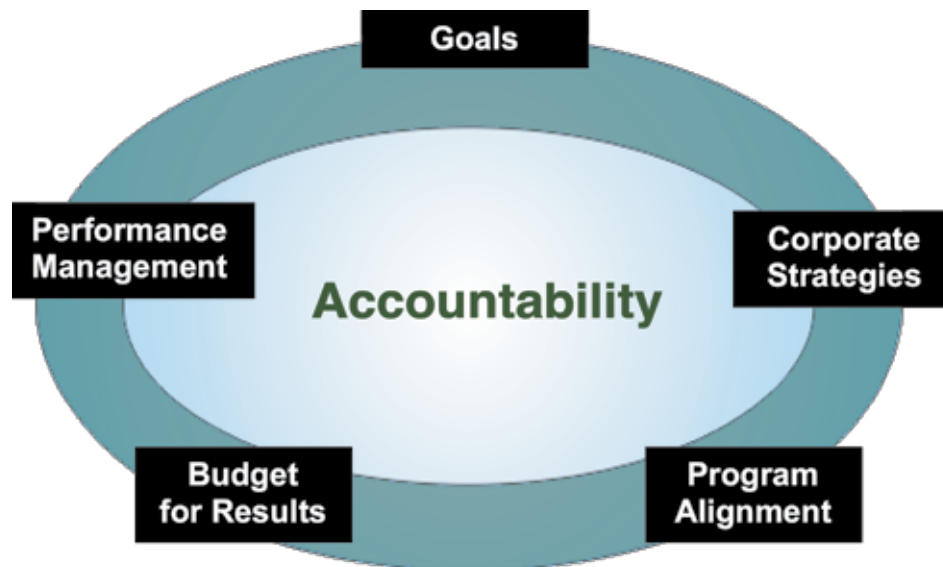 Goals
Performance
Management
Corporate
Strategies
Accountability
Budget
for Results
Program
Alignment